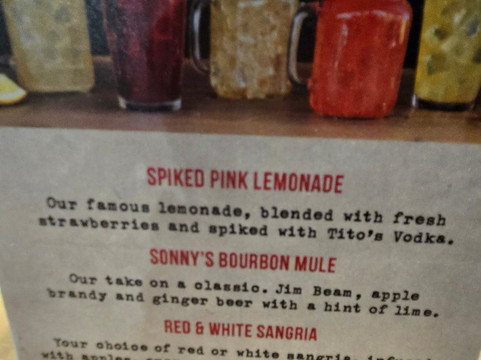 SPIKED PINK LEMONADE
Our famous lemonade, blended with fresh
strawberries and spiked with Tito's Vodka.
SONNY'S BOURBON MULE
Our take on a classic. Jim Beam, apple
brandy and ginger beer with a hint of lime.
RED & WHITE SANGRIA
Your choice of red or white sangria,
with apples,